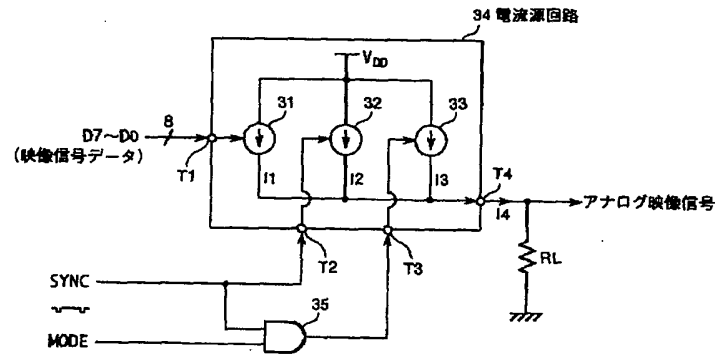 34 電流源回路
VDD
31
32
33
8
D7〜D0
(映像信号データ)
T1
I1
I2
I3
T4
I4
アナログ映像信号
T2
T3
RL
SYNC
35
MODE